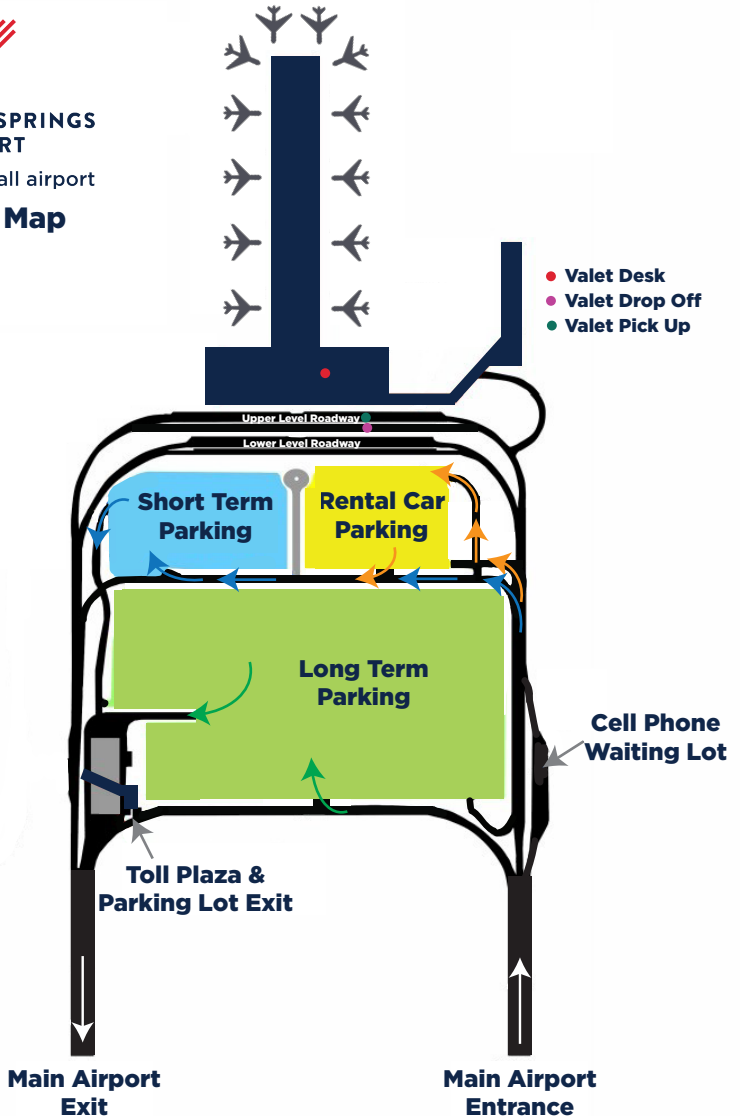 SPRINGS
RT
all airport
Map
Valet Desk
Valet Drop Off
Valet Pick Up
Upper Level Roadway
Lower Level Roadway
Short Term
Parking
Rental Car
Parking
Long Term
Parking
Cell Phone
Waiting Lot
Toll Plaza &
Parking Lot Exit
Main Airport
Exit
Main Airport
Entrance